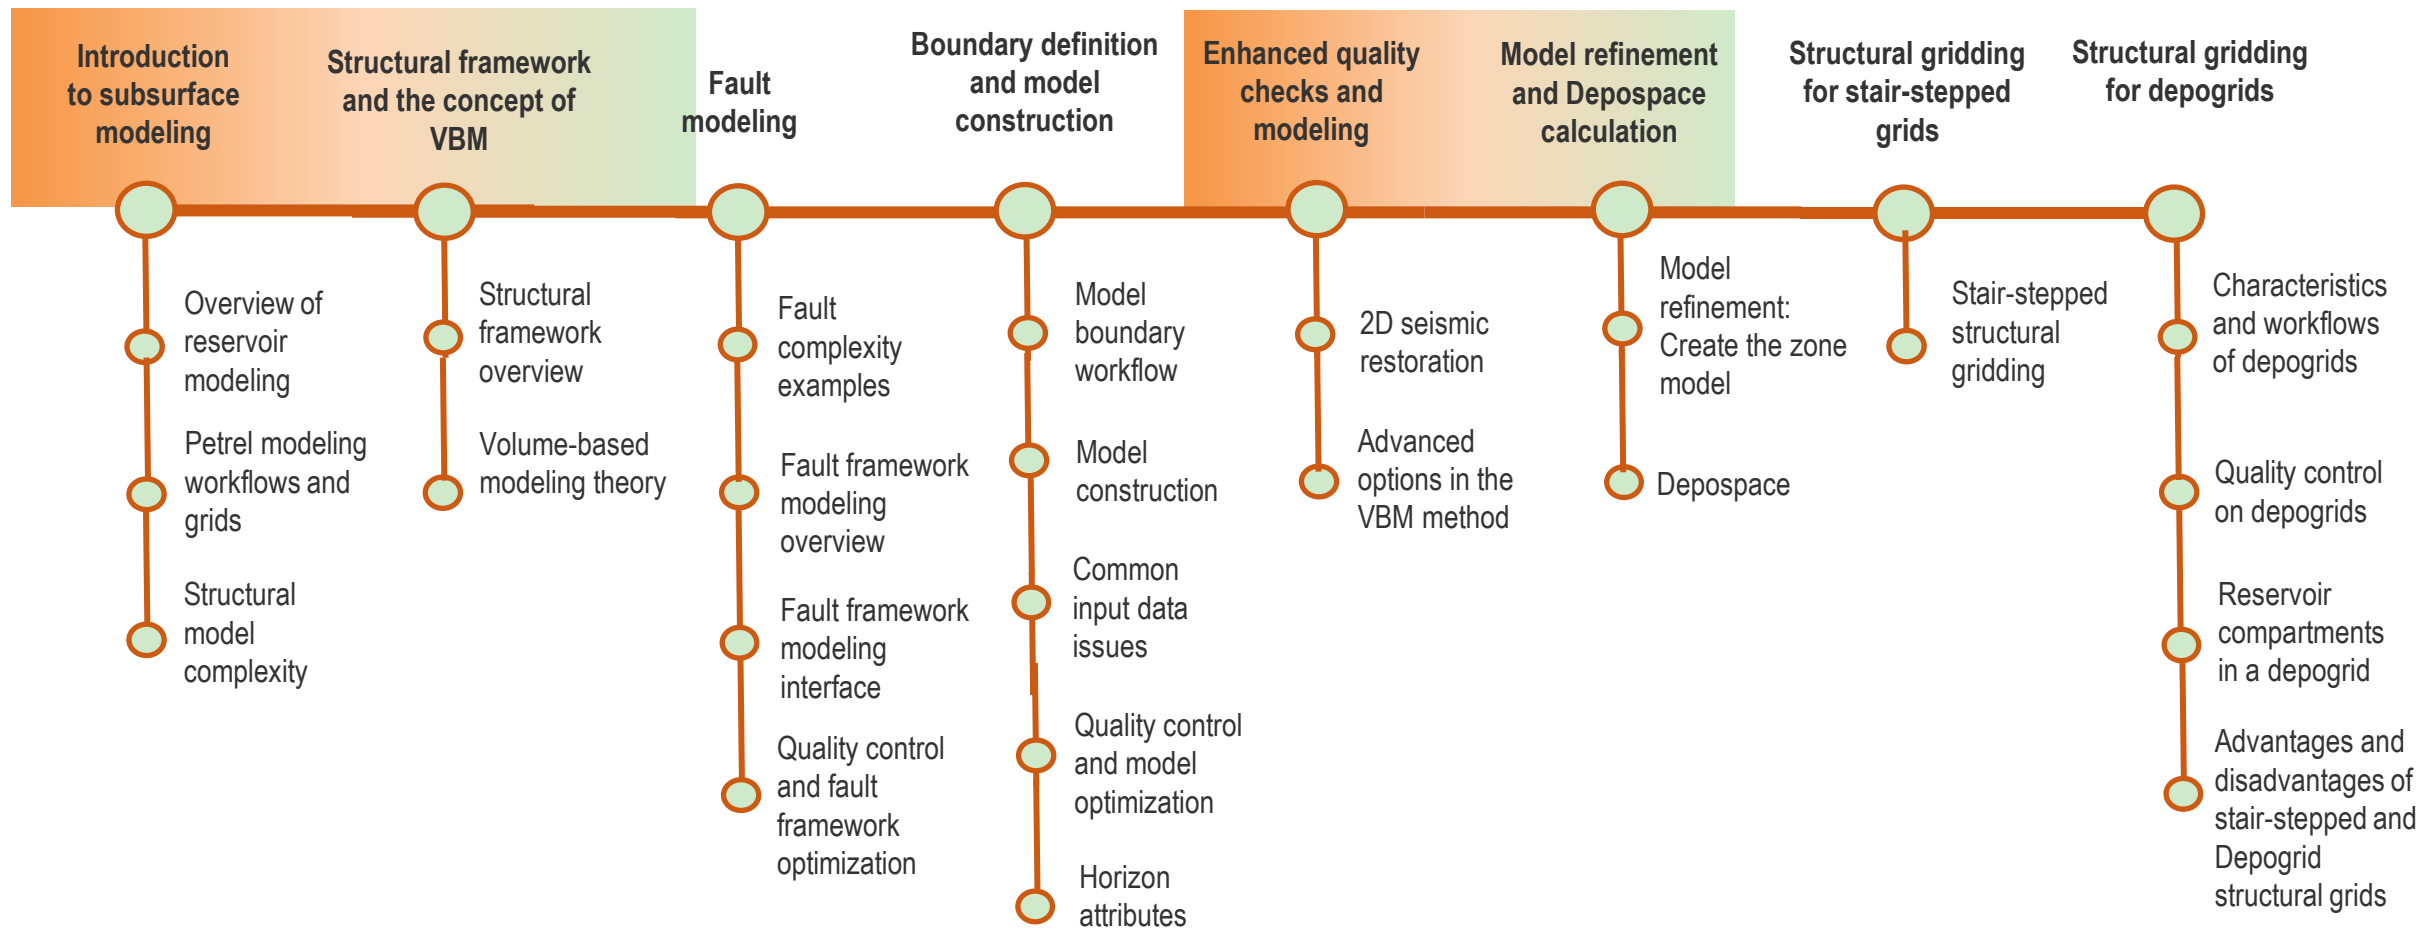 Introduction
to subsurface
modeling
Structural framework
and the concept of
VBM
Fault
modeling
Boundary definition
and model
construction
Enhanced quality
checks and
modeling
Model refinement
and Depospace
calculation
Structural gridding
for stair-stepped
grids
Structural gridding
for depogrids
Overview of
reservoir
modeling
Petrel modeling
workflows and
grids
Structural
model
complexity
Structural
framework
overview
Volume-based
modeling theory
Fault
complexity
examples
Fault framework
modeling
overview
Fault framework
modeling
interface
Quality control
and fault
framework
optimization
Model
boundary
workflow
Model
construction
Common
input data
issues
Quality control
and model
optimization
Horizon
attributes
2D seismic
restoration
Advanced
options in the
VBM method
Model
refinement:
Create the zone
model
Depospace
Stair-stepped
structural
gridding
Characteristics
and workflows
of depogrids
Quality control
on depogrids
Reservoir
compartments
in a depogrid
Advantages and
disadvantages of
stair-stepped and
Depogrid
structural grids